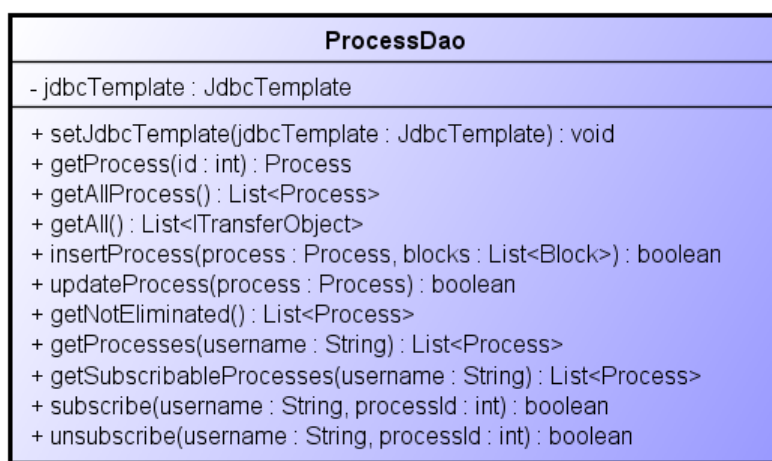 ProcessDao
- jdbcTemplate : JdbcTemplate
+ setJdbcTemplate(jdbcTemplate : JdbcTemplate) : void
+ getProcess(id : int) : Process
+ getAllProcess() : List<Process>
+ getAll() : List<ITransferObject>
+ insertProcess(process : Process, blocks : List<Block>) : boolean
+ updateProcess(process : Process) : boolean
+ getNotEliminated() : List<Process>
+ getProcesses(username : String) : List<Process>
+ getSubscribableProcesses(username : String) : List<Process>
+ subscribe(username : String, processId : int) : boolean
+ unsubscribe(username : String, processId : int) : boolean